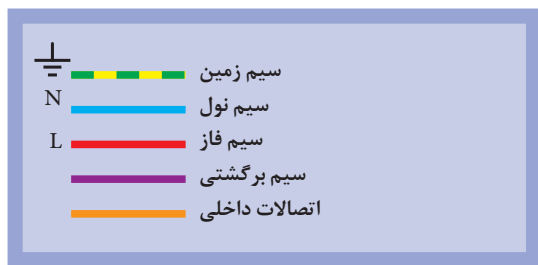 سیم زمین
N سیم نول
L سیم فاز
سیم برگشتی
اتصالات داخلی